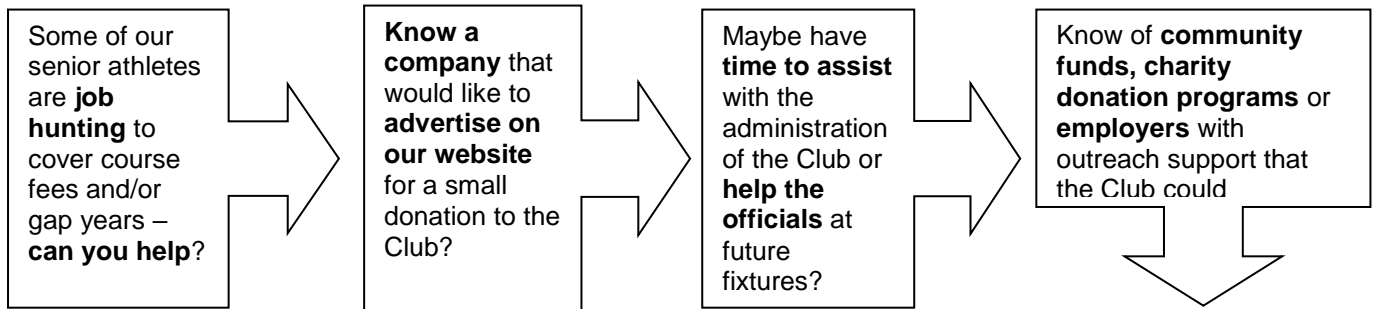 Some of our
senior athletes
are job
hunting to
cover course
fees and/or
gap years –
can you help?
Know a
company that
would like to
advertise on
our website
for a small
donation to the
Club?
Maybe have
time to assist
with the
administration
of the Club or
help the
officials at
future
fixtures?
Know of community
funds, charity
donation programs or
employers with
outreach support that
the Club could